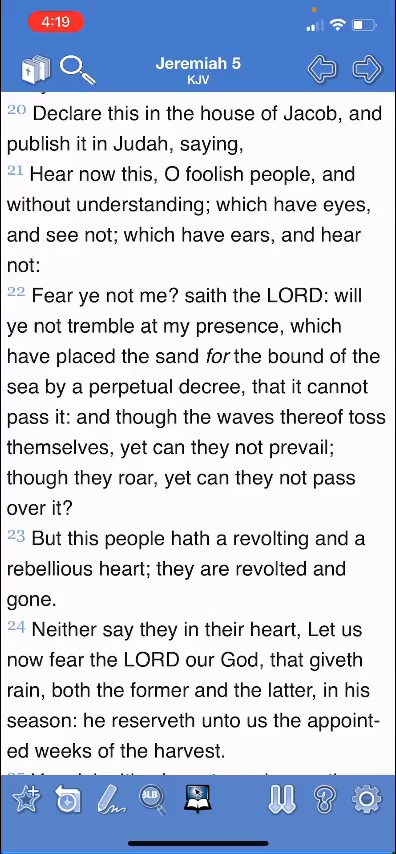 4:19
Jeremiah 5
KJV
20 Declare this in the house of Jacob, and
publish it in Judah, saying,
21 Hear now this, O foolish people, and
without understanding; which have eyes,
and see not; which have ears, and hear
not:
22 Fear ye not me? saith the LORD: will
ye not tremble at my presence, which
have placed the sand for the bound of the
sea by a perpetual decree, that it cannot
pass it: and though the waves thereof toss
themselves, yet can they not prevail;
though they roar, yet can they not pass
over it?
23 But this people hath a revolting and a
rebellious heart; they are revolted and
gone.
24 Neither say they in their heart, Let us
now fear the LORD our God, that giveth
rain, both the former and the latter, in his
season: he reserveth unto us the appoint-
ed weeks of the harvest.
BLB